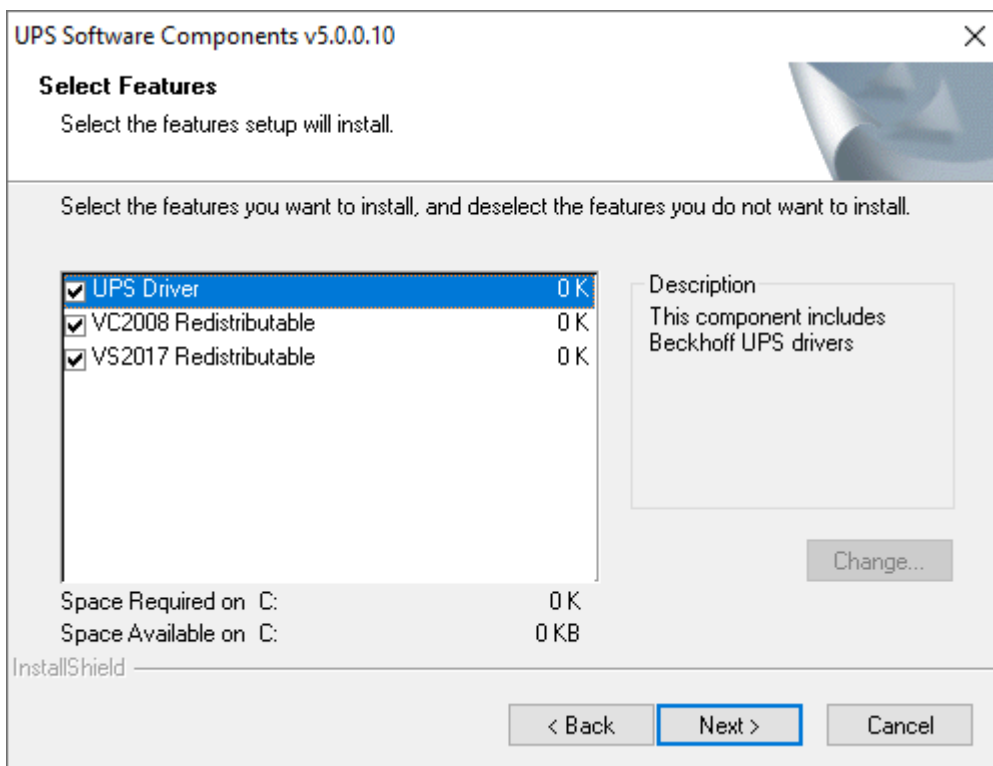 UPS Software Components v5.0.0.10
Select Features
Select the features setup will install.
Select the features you want to install, and deselect the features you do not want to install.
UPS Driver 0 K
VC2008 Redistributable 0 K
VS2017 Redistributable 0 K
Description
This component includes
Beckhoff UPS drivers
Change...
Space Required on C: 0 K
Space Available on C: 0 KB
InstallShield
< Back
Next >
Cancel